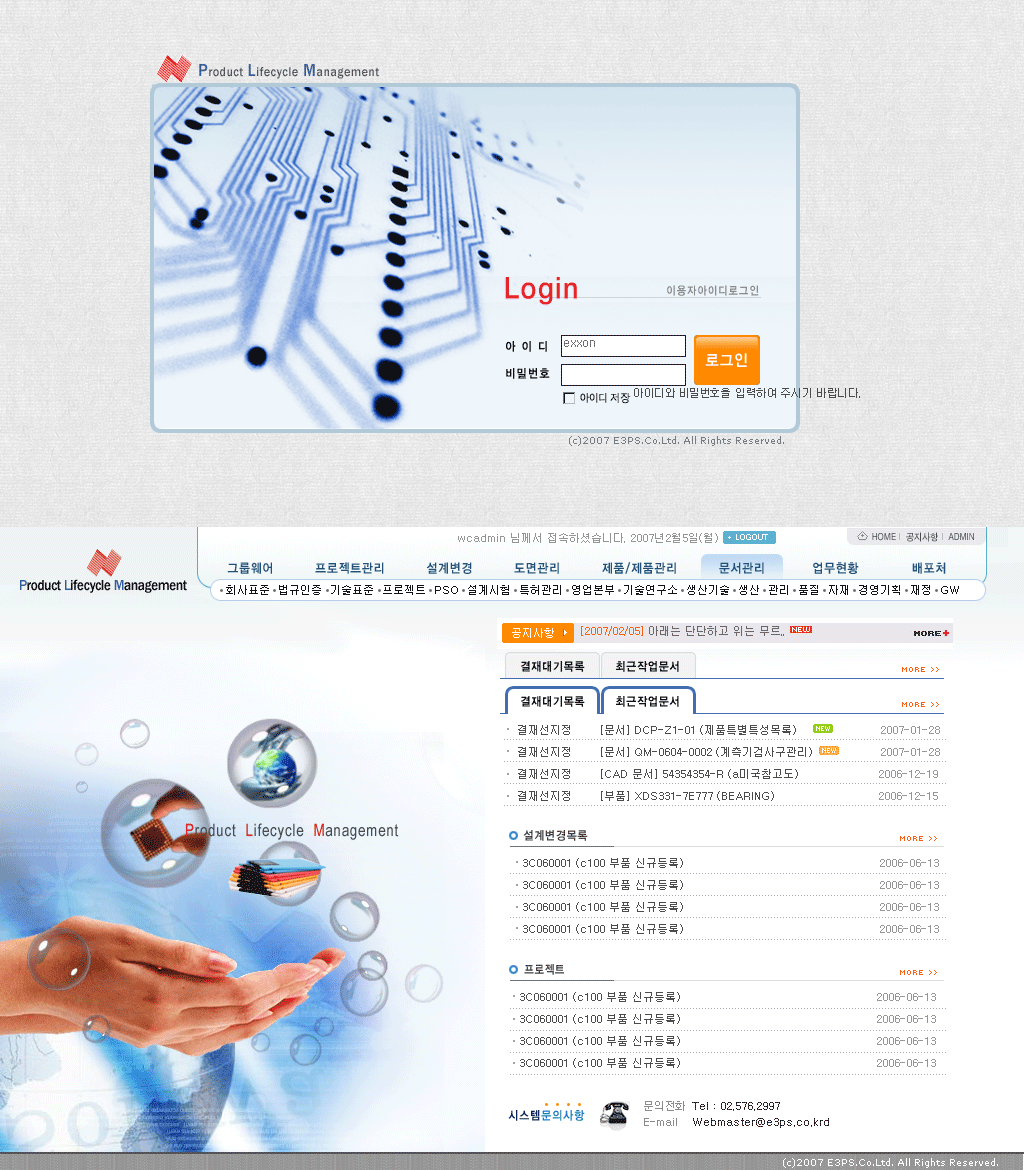 Product Lifecycle Management
Login 이용자아이디로그인
아 이 디 exxon
로그인
비밀번호
아이디 저장 아이디와 비밀번호을 입력하여 주시기 바랍니다.
(c)2007 E3PS.Co.Ltd. All Rights Reserved.
wcadmin 님께서 접속하셨습니다. 2007년2월5일(월) LOGOUT HOME 공지사항 ADMIN
Product Lifecycle Management
그룹웨어 프로젝트관리 설계변경 도면관리 제품/제품관리 문서관리 업무현황 배포처
·회사표준 ·법규인증 ·기술표준 ·프로젝트 ·PSO ·설계시험 ·특허관리 ·영업본부 ·기술연구소 ·생산기술 ·생산 ·관리 ·품질 ·자재 ·경영기획 ·재정 ·GW
공지사항 [2007/02/05] 아래는 단단하고 위는 무르.. NEW MORE+
결재대기목록 최근작업문서 MORE >>
결재대기목록 최근작업문서 MORE >>
· 결재선지정 [문서] DCP-Z1-01 (제품특별특성목록) NEW 2007-01-28
· 결재선지정 [문서] QM-0604-0002 (계측기검사구관리) NEW 2007-01-28
· 결재선지정 [CAD 문서] 54354354-R (a미국참고도) 2006-12-19
· 결재선지정 [부품] XDS331-7E777 (BEARING) 2006-12-15
Product Lifecycle Management
설계변경목록 MORE >>
· 3C060001 (c100 부품 신규등록) 2006-06-13
· 3C060001 (c100 부품 신규등록) 2006-06-13
· 3C060001 (c100 부품 신규등록) 2006-06-13
· 3C060001 (c100 부품 신규등록) 2006-06-13
프로젝트 MORE >>
· 3C060001 (c100 부품 신규등록) 2006-06-13
· 3C060001 (c100 부품 신규등록) 2006-06-13
· 3C060001 (c100 부품 신규등록) 2006-06-13
· 3C060001 (c100 부품 신규등록) 2006-06-13
시스템문의사항 문의전화 Tel : 02.576.2997
E-mail Webmaster@e3ps.co.krd
(c)2007 E3PS.Co.Ltd. All Rights Reserved.